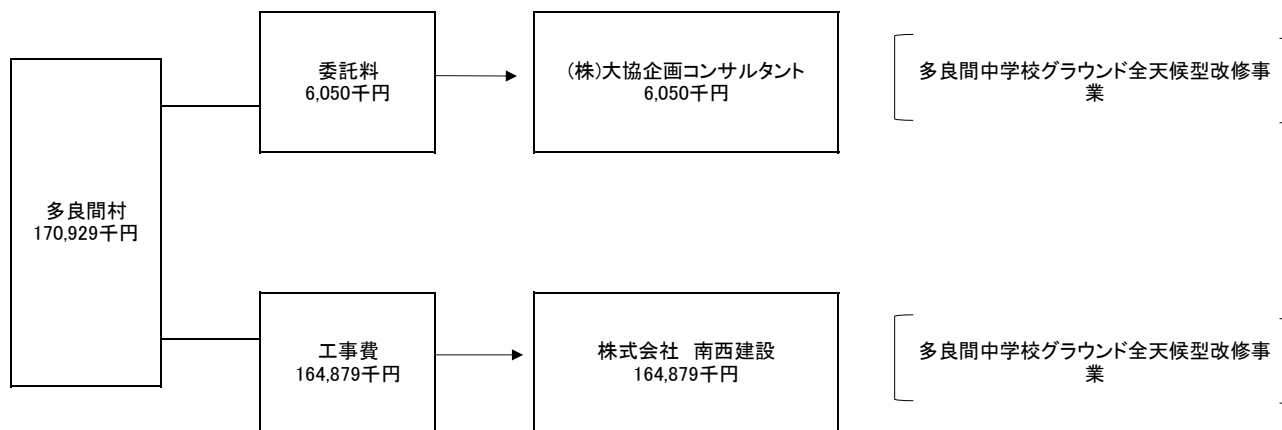 多良間村
170,929千円
委託料
6,050千円
(株)大協企画コンサルタント
6,050千円
多良間中学校グラウンド全天候型改修事
業
工事費
164,879千円
株式会社　南西建設
164,879千円
多良間中学校グラウンド全天候型改修事
業